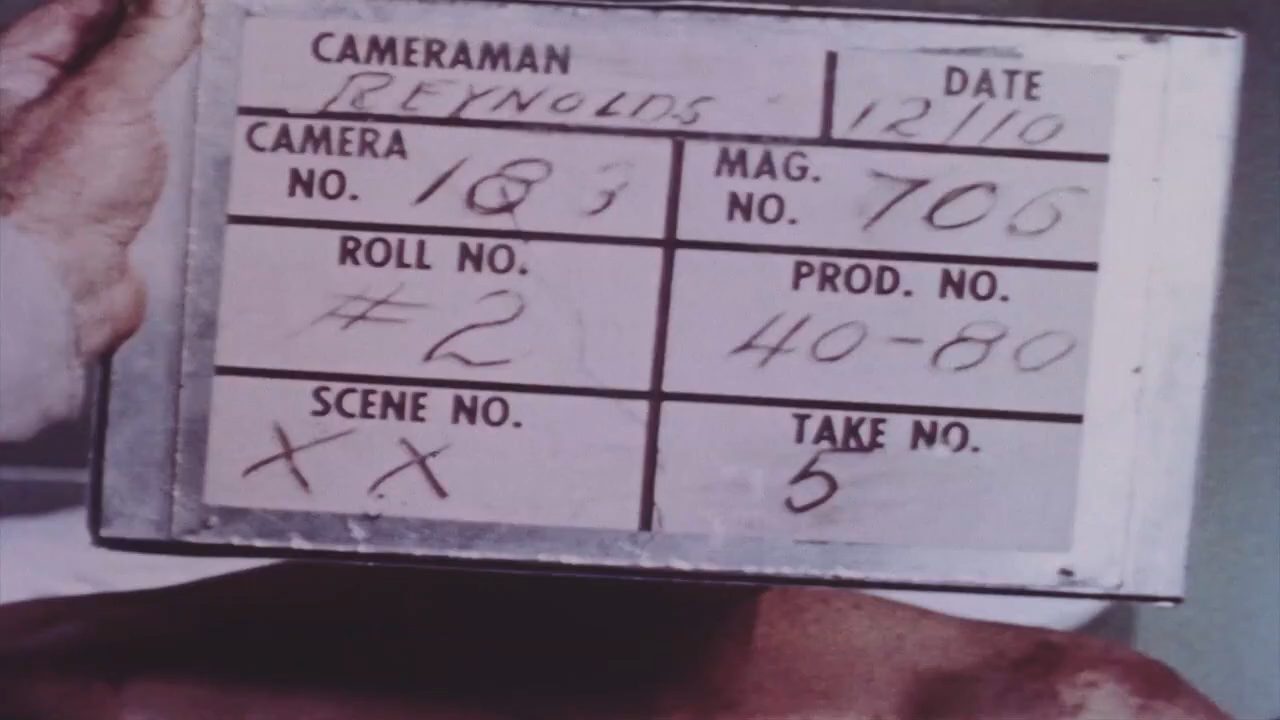 CAMERAMAN
REYNOLDS
DATE
12/10
CAMERA NO. 183
MAG. NO. 706
ROLL NO.
#2
PROD. NO.
40-80
SCENE NO.
XX
TAKE NO.
5